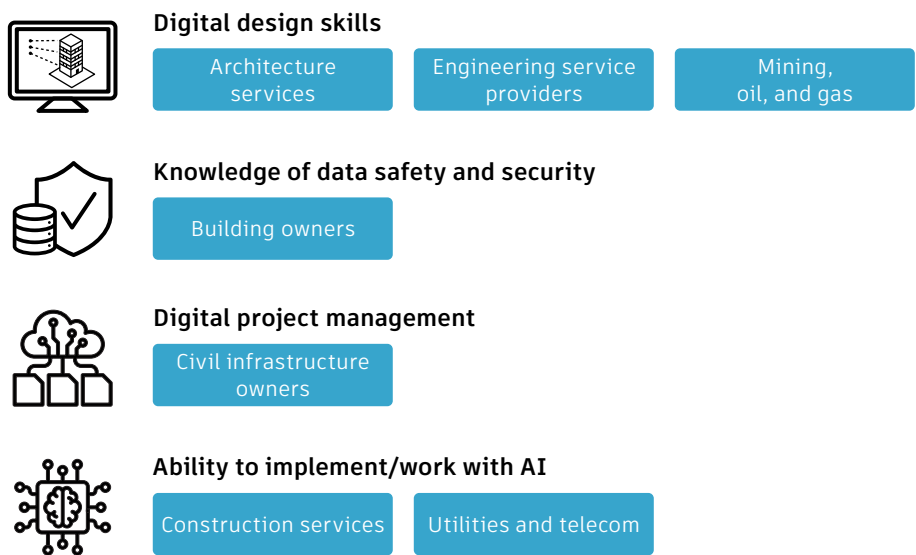 Digital design skills
Architecture
services
Engineering service
providers
Mining,
oil, and gas
Knowledge of data safety and security
Building owners
Digital project management
Civil infrastructure
owners
Ability to implement/work with AI
Construction services
Utilities and telecom